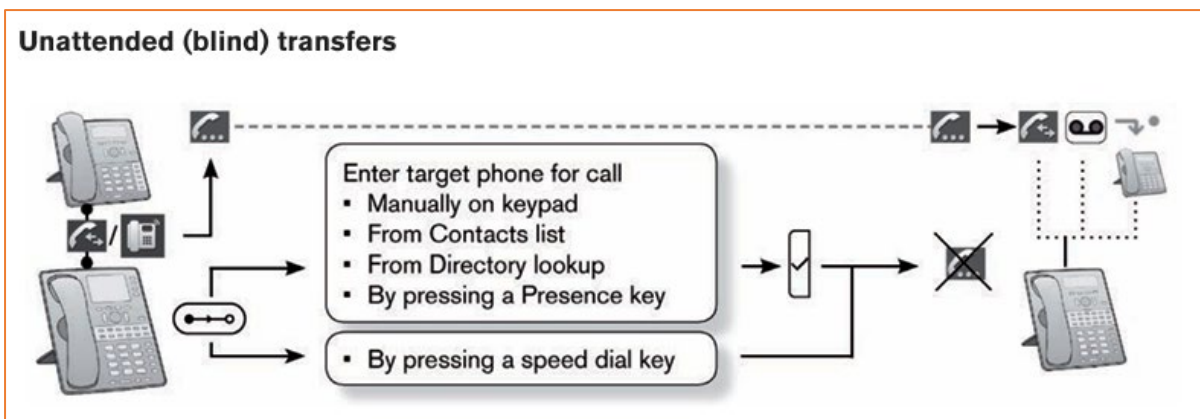 Unattended (blind) transfers
Enter target phone for call
▪ Manually on keypad
▪ From Contacts list
▪ From Directory lookup
▪ By pressing a Presence key
▪ By pressing a speed dial key